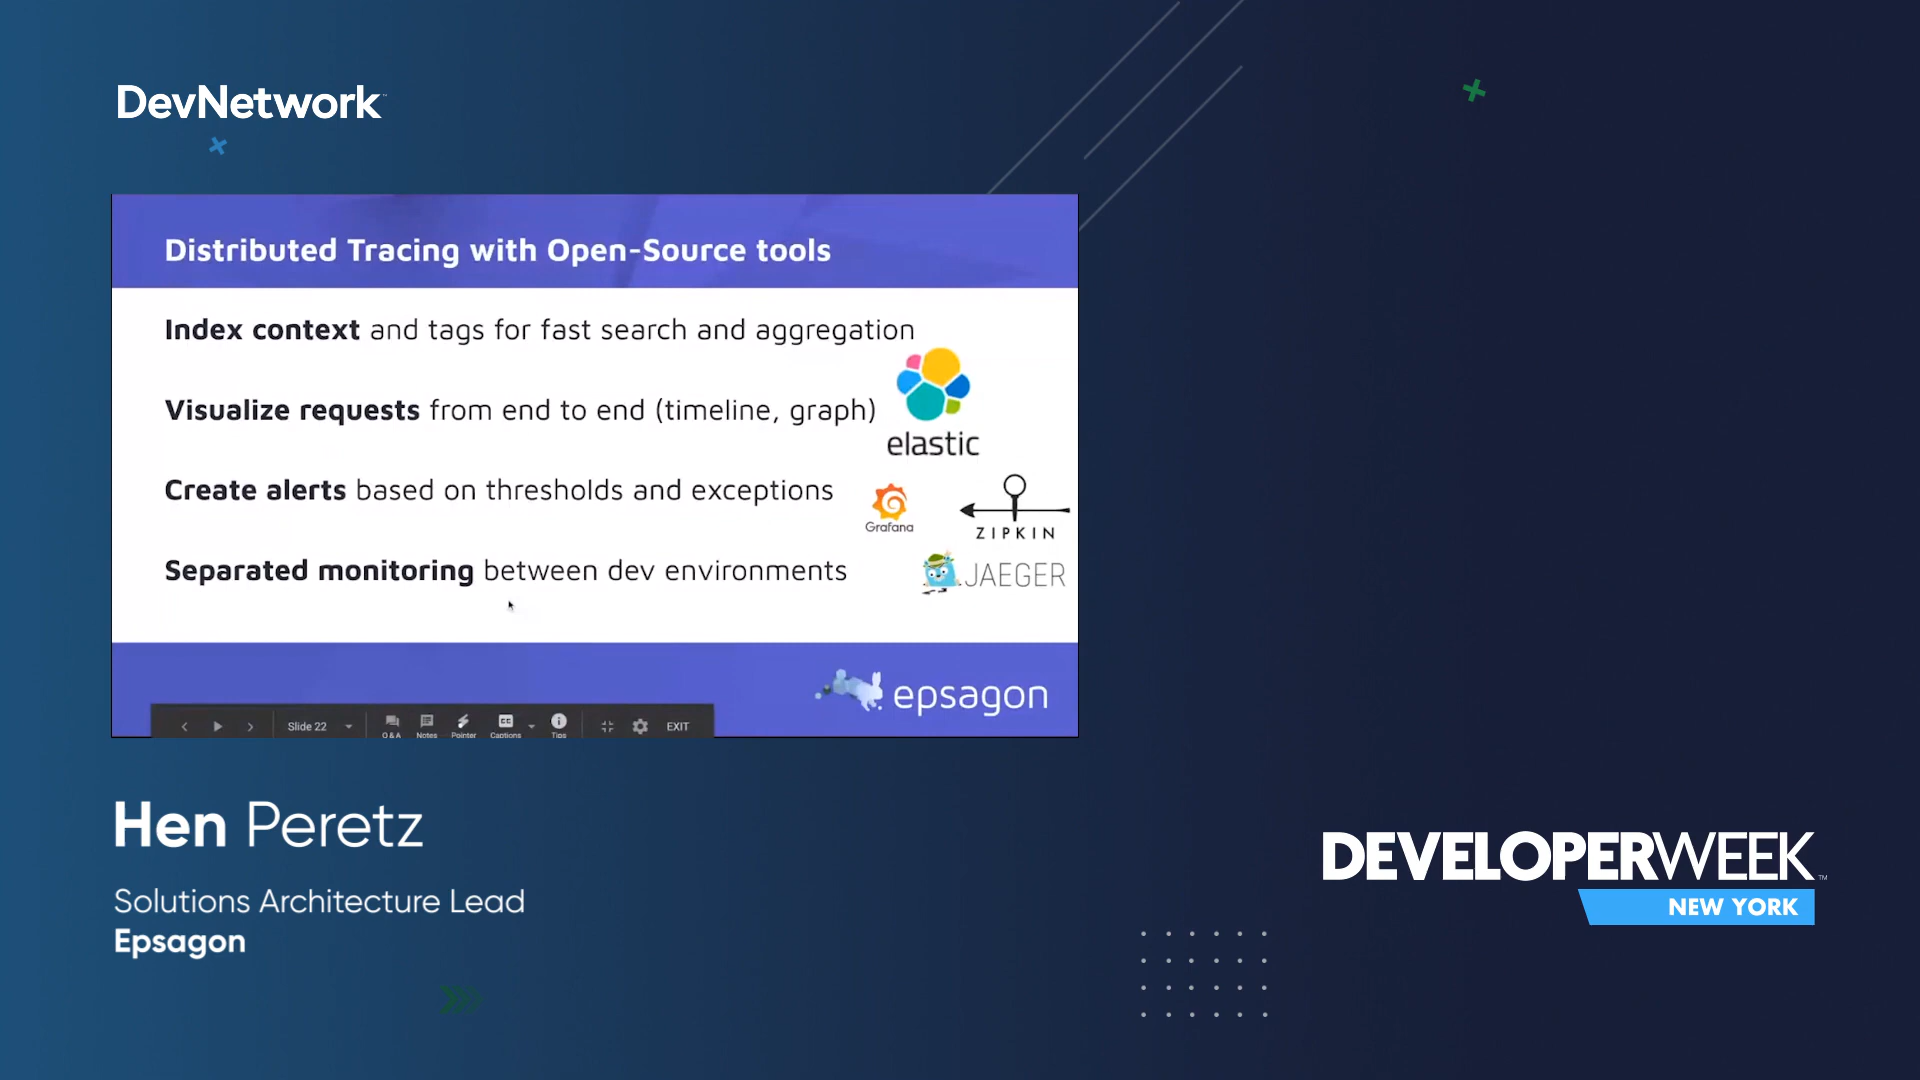 DevNetwork
Distributed Tracing with Open-Source tools
Index context and tags for fast search and aggregation
Visualize requests from end to end (timeline, graph)
elastic
Create alerts based on thresholds and exceptions
Grafana
ZIPKIN
Separated monitoring between dev environments
JAEGER
epsagon
Slide 22
Q&A
Notes
Pointer
Captions
Tips
EXIT
Hen Peretz
Solutions Architecture Lead
Epsagon
DEVELOPERWEEK™
NEW YORK